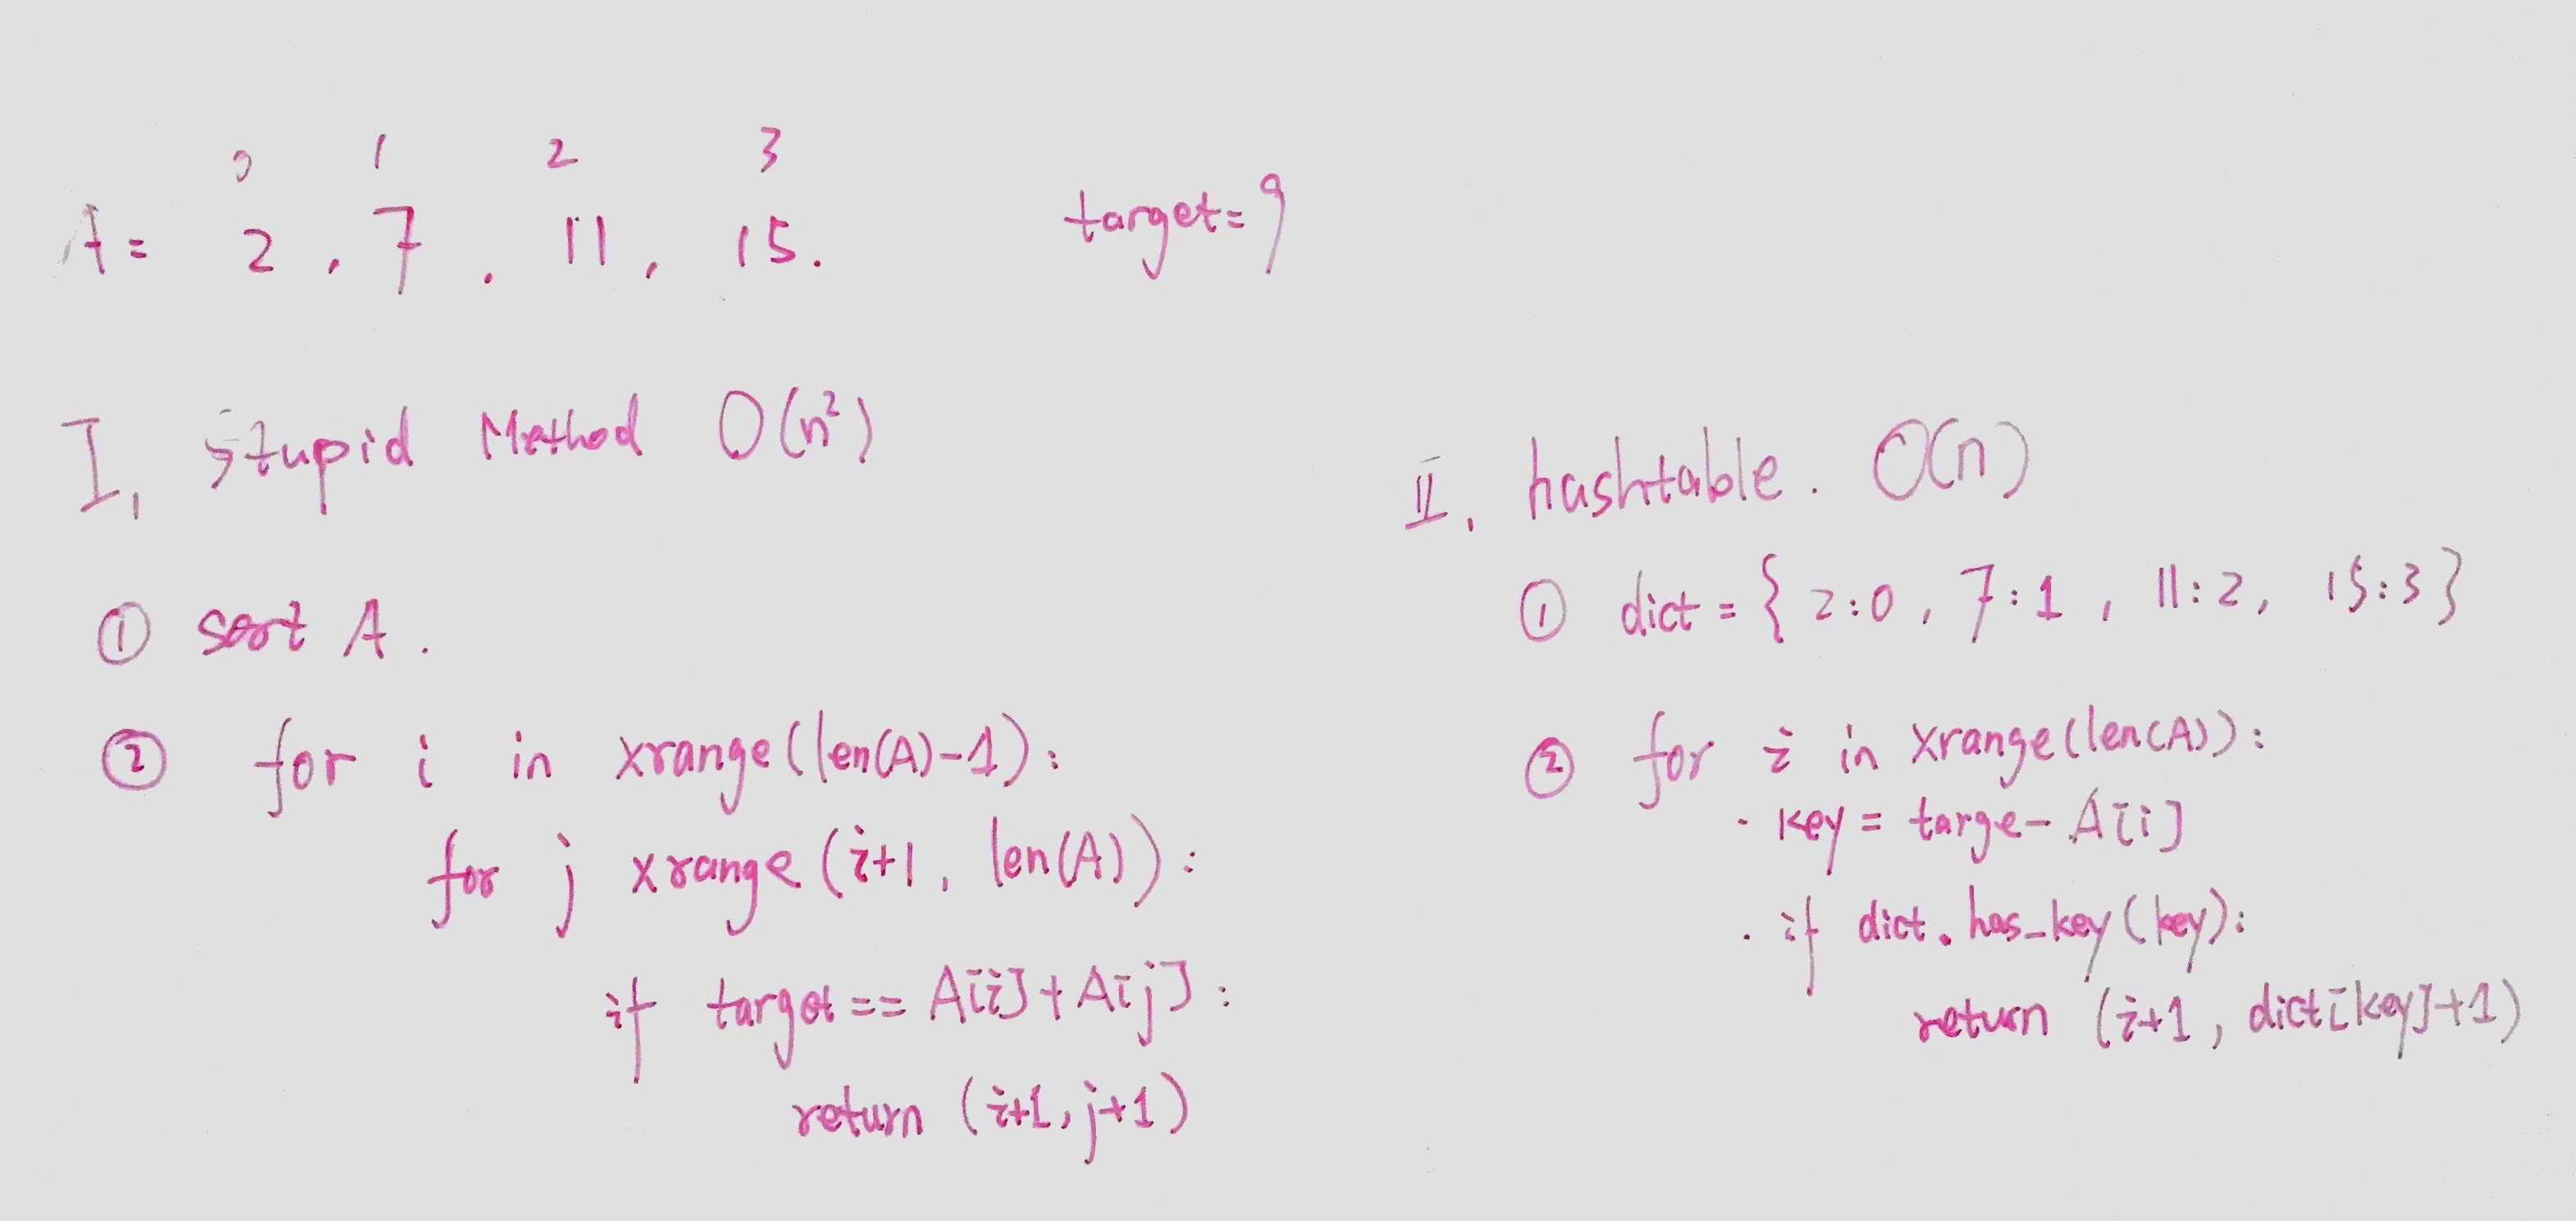 0 1 2 3
A= 2 , 7 . 11 , 15. target=9
I, Stupid Method O(n²)
① sort A .
② for i in xrange(len(A)-1):
for j xrange(i+1, len(A)):
if target==A[i]+A[j]:
return (i+1,j+1)
II, hashtable. O(n)
① dict={2:0, 7:1, 11:2, 15:3}
② for i in xrange(len(A)):
· key = targe-A[i]
· if dict.has_key(key):
return (i+1, dict[key]+1)